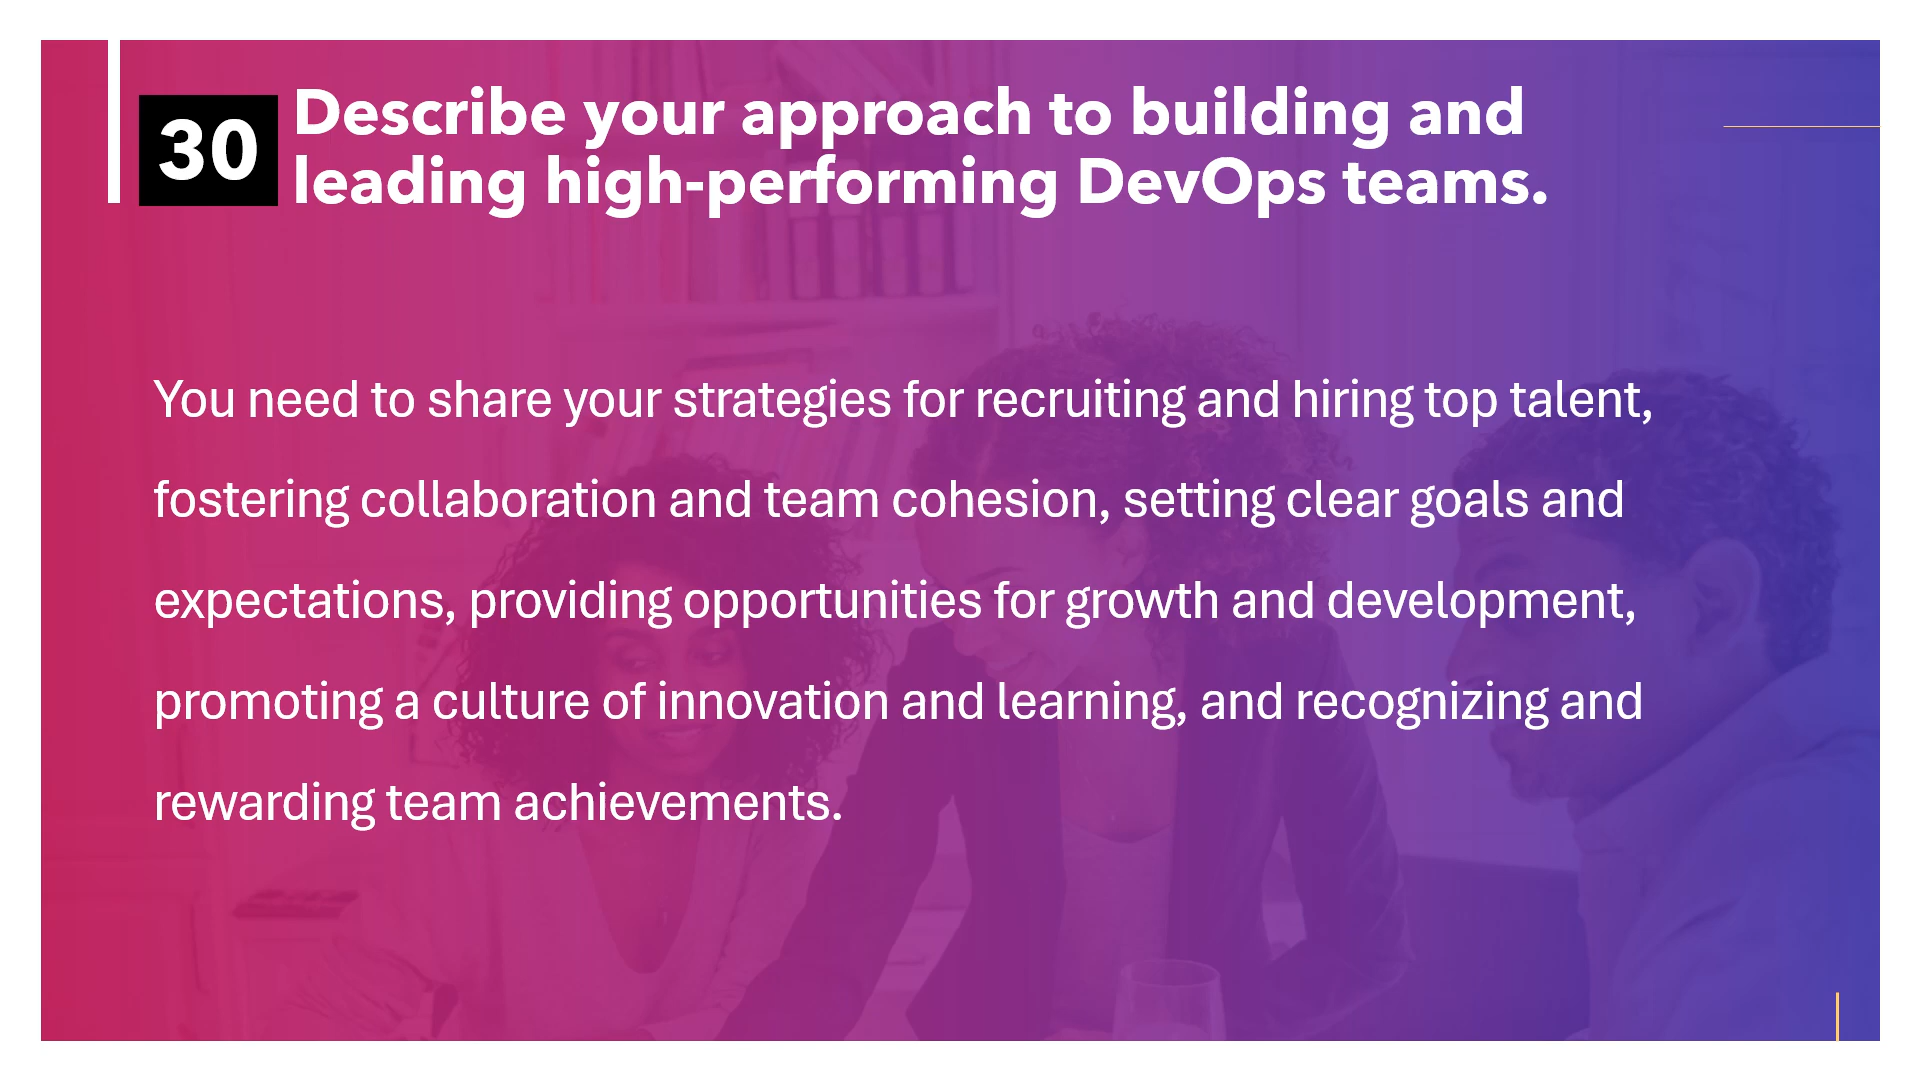 30
Describe your approach to building and
leading high-performing DevOps teams.
You need to share your strategies for recruiting and hiring top talent,
fostering collaboration and team cohesion, setting clear goals and
expectations, providing opportunities for growth and development,
promoting a culture of innovation and learning, and recognizing and
rewarding team achievements.